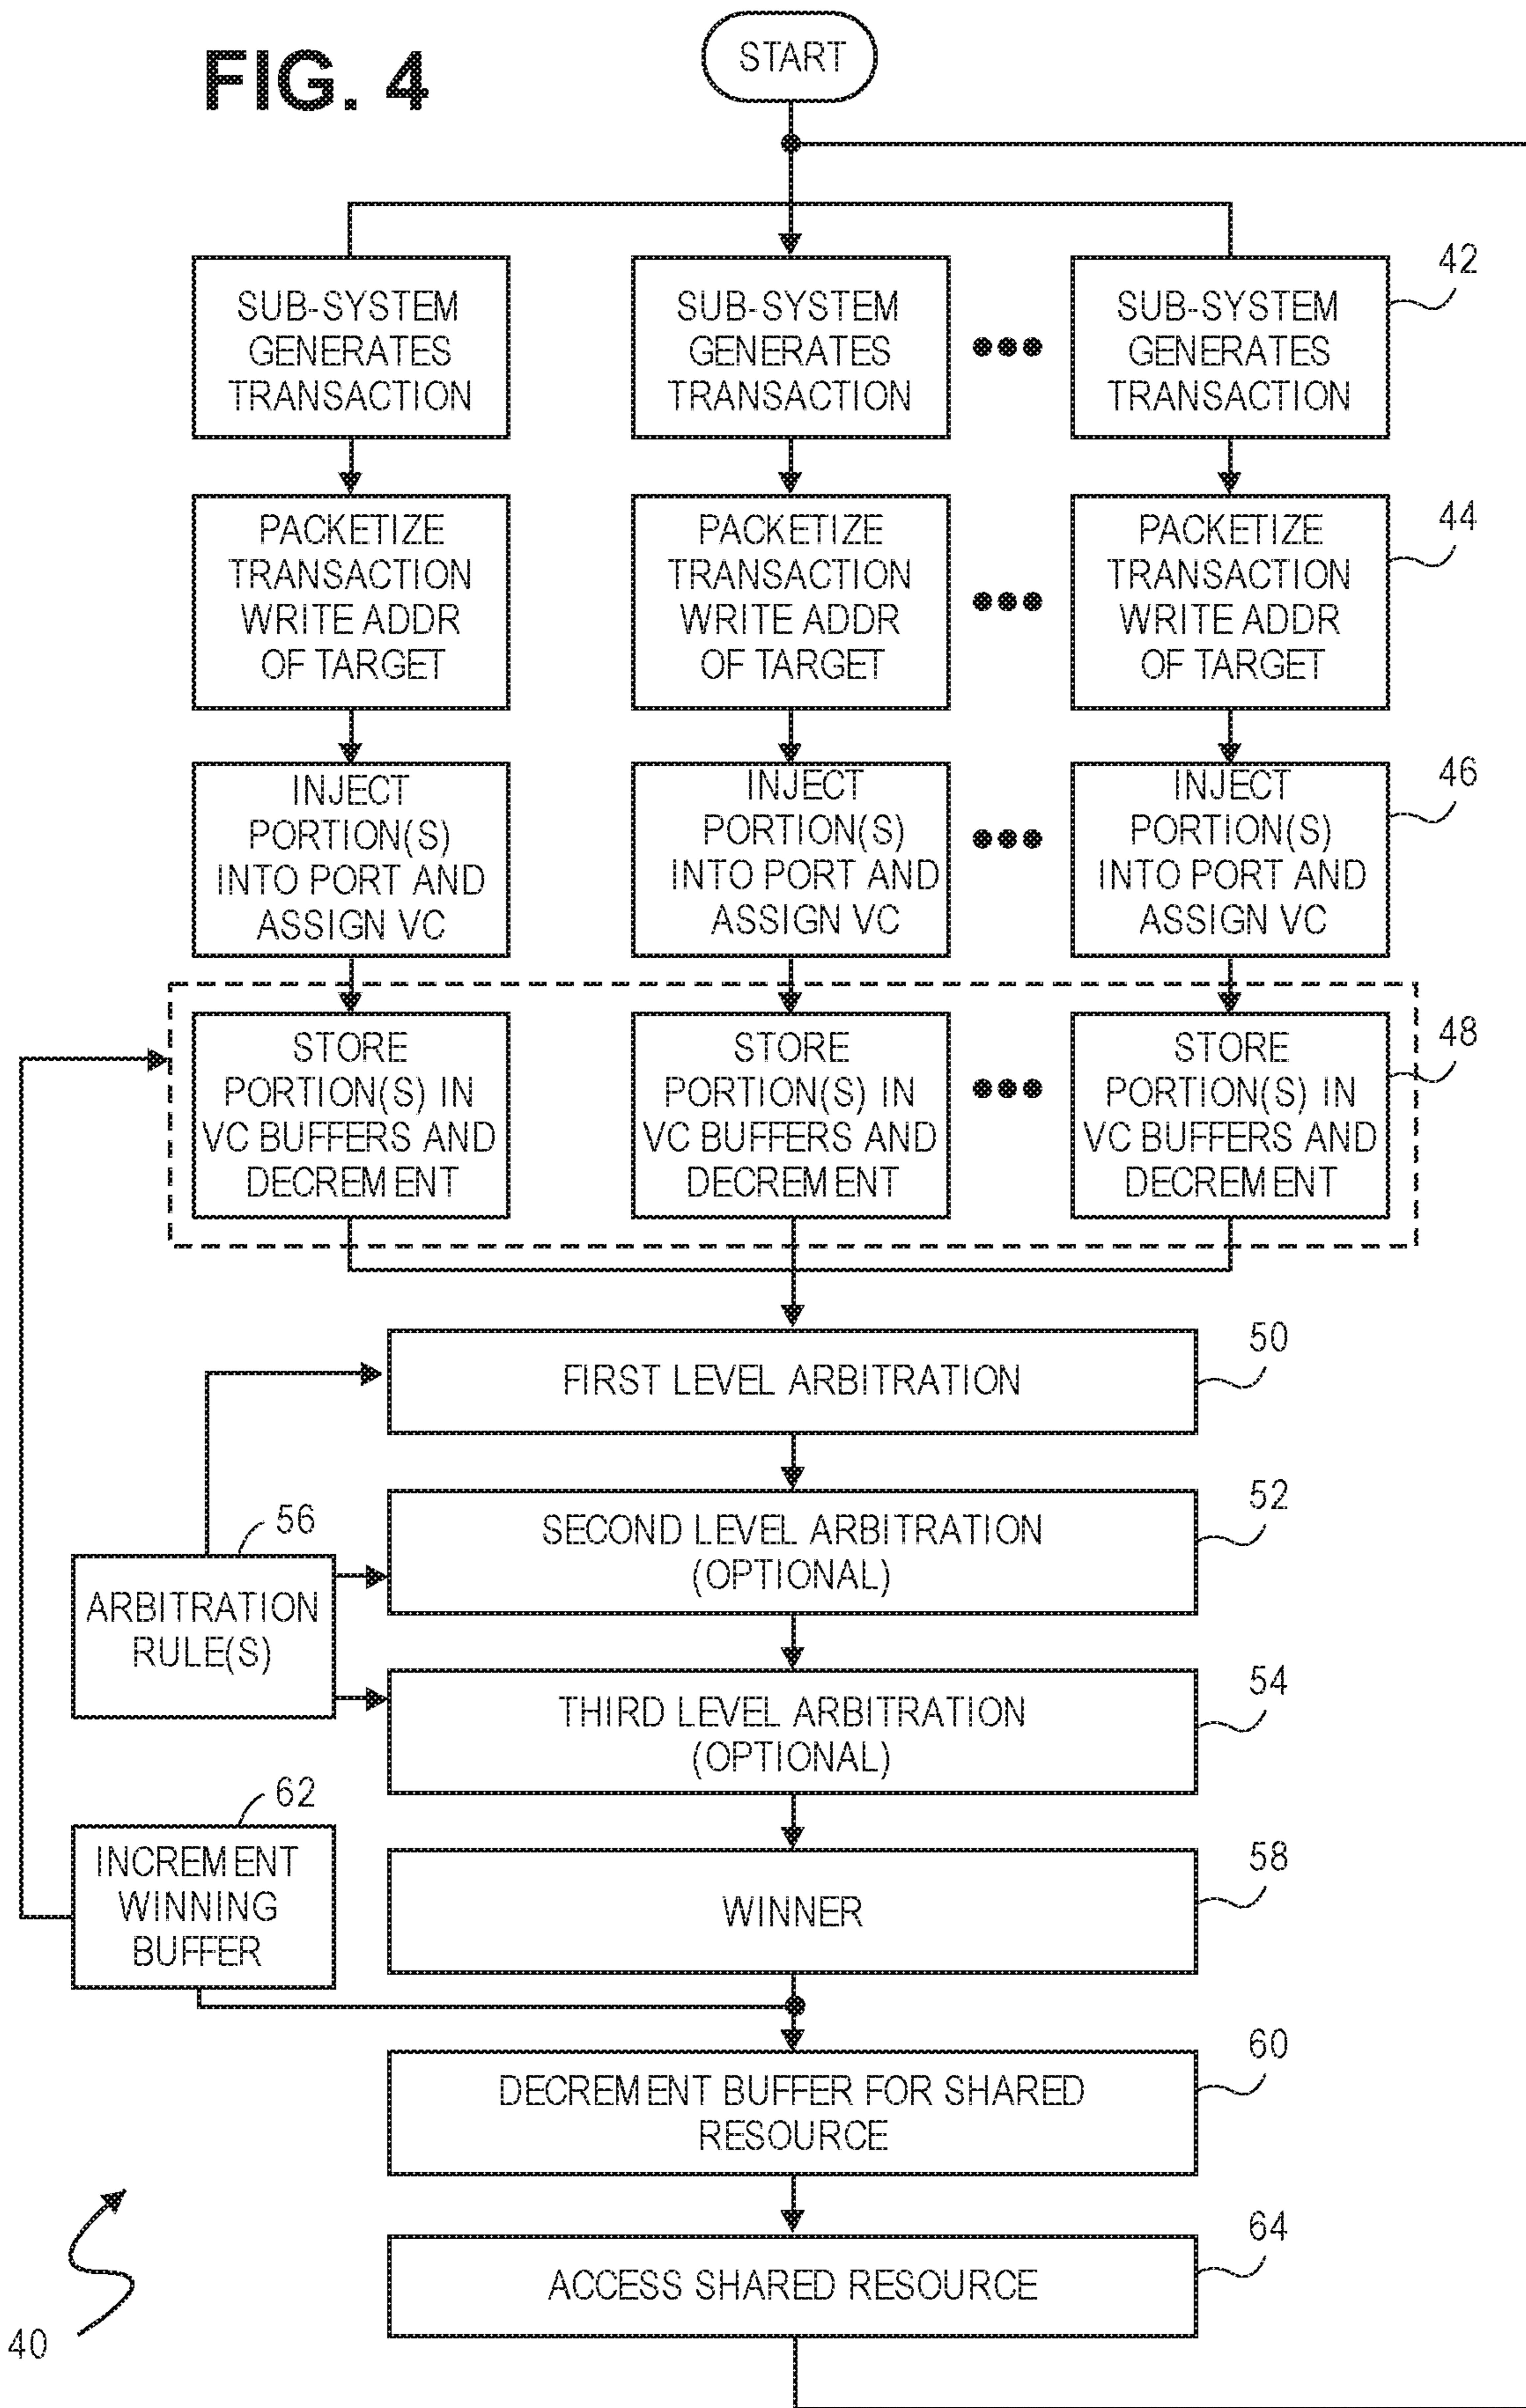 FIG. 4
START
SUB-SYSTEM
GENERATES
TRANSACTION
SUB-SYSTEM
GENERATES
TRANSACTION
SUB-SYSTEM
GENERATES
TRANSACTION
42
PACKETIZE
TRANSACTION
WRITE ADDR
OF TARGET
PACKETIZE
TRANSACTION
WRITE ADDR
OF TARGET
PACKETIZE
TRANSACTION
WRITE ADDR
OF TARGET
44
INJECT
PORTION(S)
INTO PORT AND
ASSIGN VC
INJECT
PORTION(S)
INTO PORT AND
ASSIGN VC
INJECT
PORTION(S)
INTO PORT AND
ASSIGN VC
46
STORE
PORTION(S) IN
VC BUFFERS AND
DECREMENT
STORE
PORTION(S) IN
VC BUFFERS AND
DECREMENT
STORE
PORTION(S) IN
VC BUFFERS AND
DECREMENT
48
FIRST LEVEL ARBITRATION
50
SECOND LEVEL ARBITRATION
(OPTIONAL)
52
56
ARBITRATION
RULE(S)
THIRD LEVEL ARBITRATION
(OPTIONAL)
54
62
INCREMENT
WINNING
BUFFER
WINNER
58
DECREMENT BUFFER FOR SHARED
RESOURCE
60
ACCESS SHARED RESOURCE
64
40